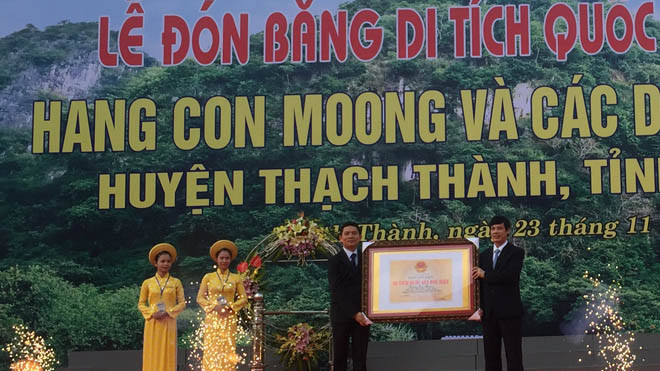 LỄ ĐÓN BẰNG DI TÍCH QUỐC
HANG CON MOONG VÀ CÁC D
HUYỆN THẠCH THÀNH, TỈN
Thành, ngày 23 tháng 11